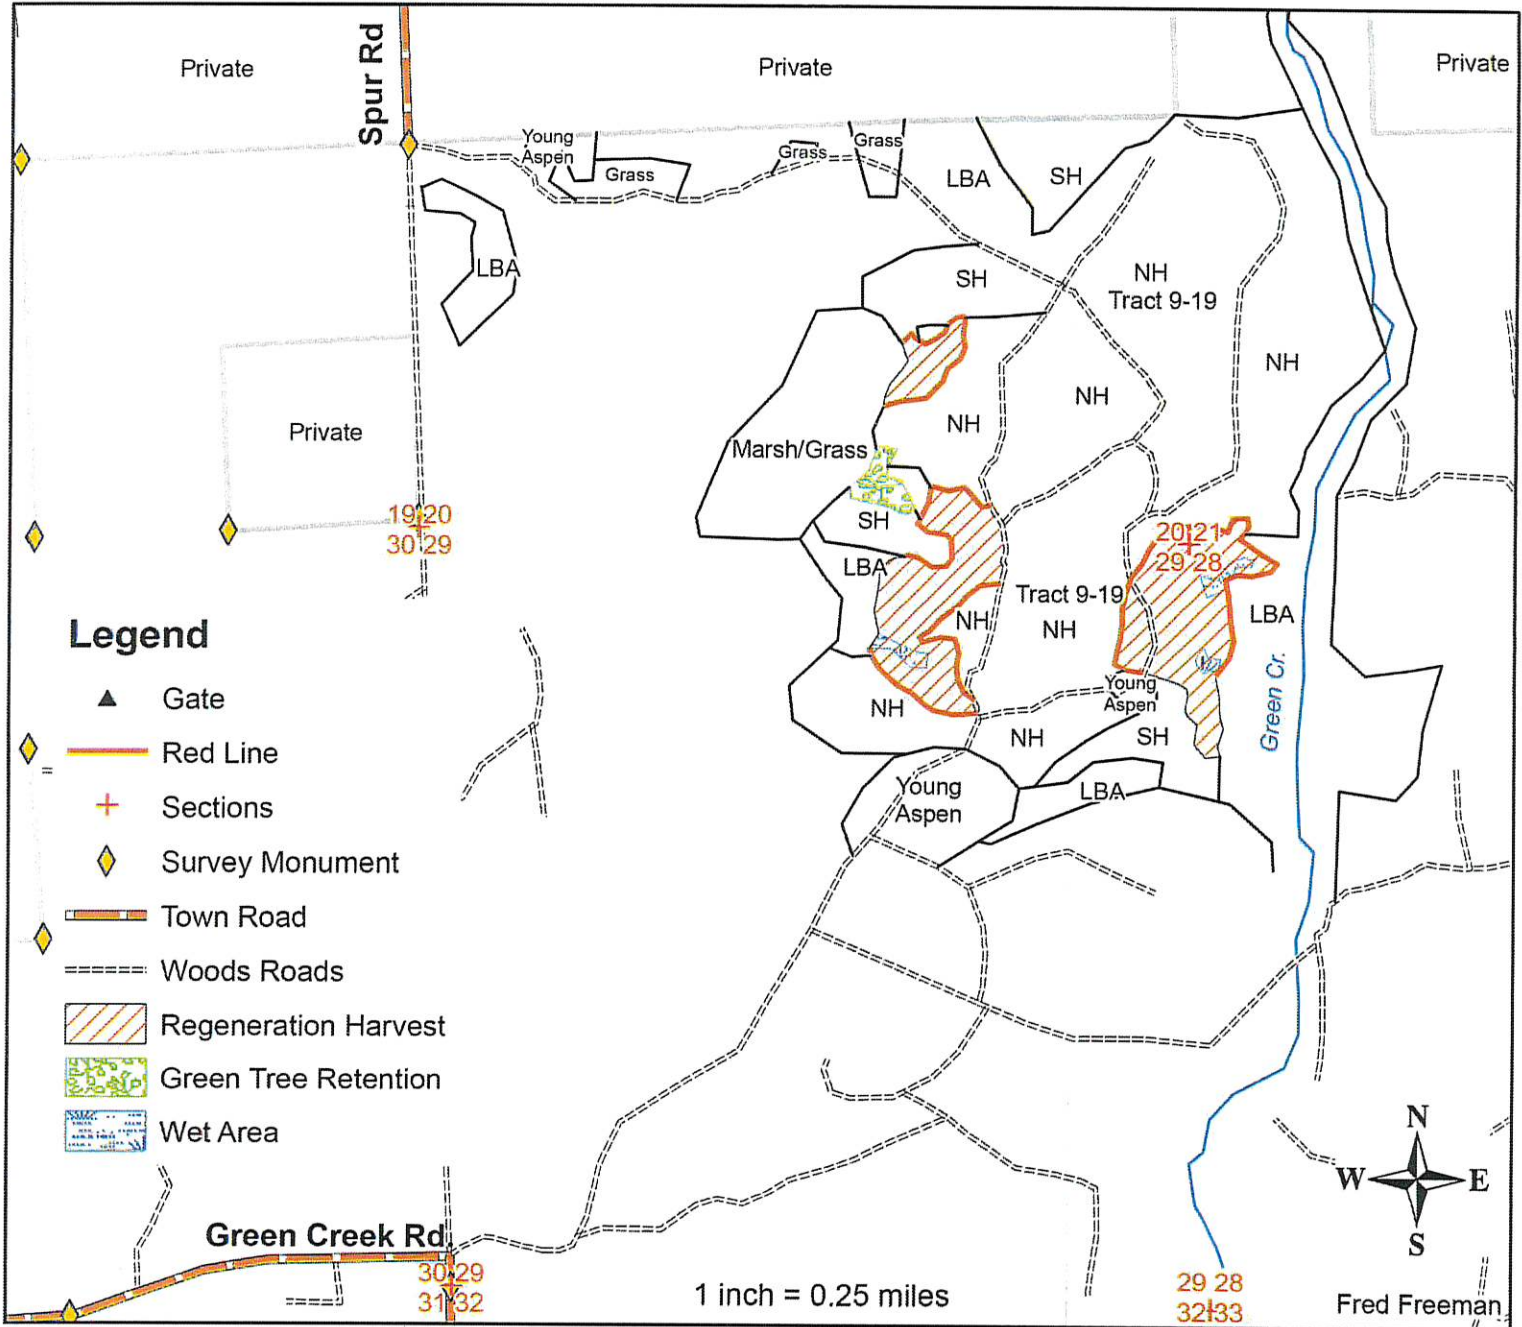 Spur Rd
Private
Private
Private
Young
Aspen
Grass
Grass
Grass
LBA
SH
LBA
SH
NH
Tract 9-19
NH
NH
NH
Private
Marsh/Grass
19 20
30 29
SH
20 21
29 28
LBA
Tract 9-19
NH
NH
LBA
Young
Aspen
NH
NH
SH
Green Cr.
Young
Aspen
LBA
Legend
Gate
Red Line
Sections
Survey Monument
Town Road
Woods Roads
Regeneration Harvest
Green Tree Retention
Wet Area
N
W E
S
Green Creek Rd
30 29
31 32
1 inch = 0.25 miles
29 28
32 33
Fred Freeman